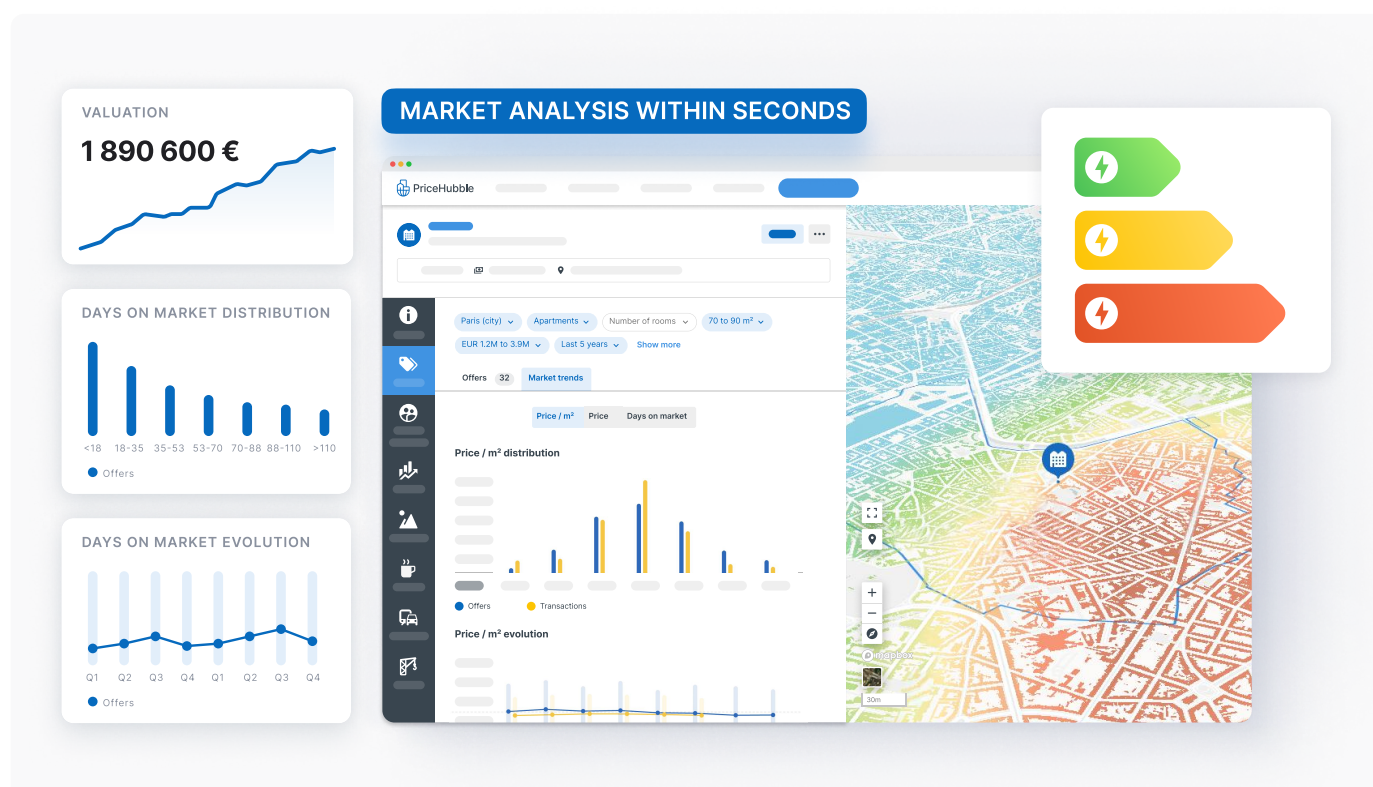 VALUATION
1 890 600 €
DAYS ON MARKET DISTRIBUTION
<18 18-35 35-53 53-70 70-88 88-110 >110
Offers
DAYS ON MARKET EVOLUTION
Q1 Q2 Q3 Q4 Q1 Q2 Q3 Q4
Offers
MARKET ANALYSIS WITHIN SECONDS
PriceHubble
Paris (city) Apartments Number of rooms 70 to 90 m²
EUR 1.2M to 3.9M Last 5 years Show more
Offers 32 Market trends
Price / m² Price Days on market
Price / m² distribution
Offers Transactions
Price / m² evolution
mapbox
30m